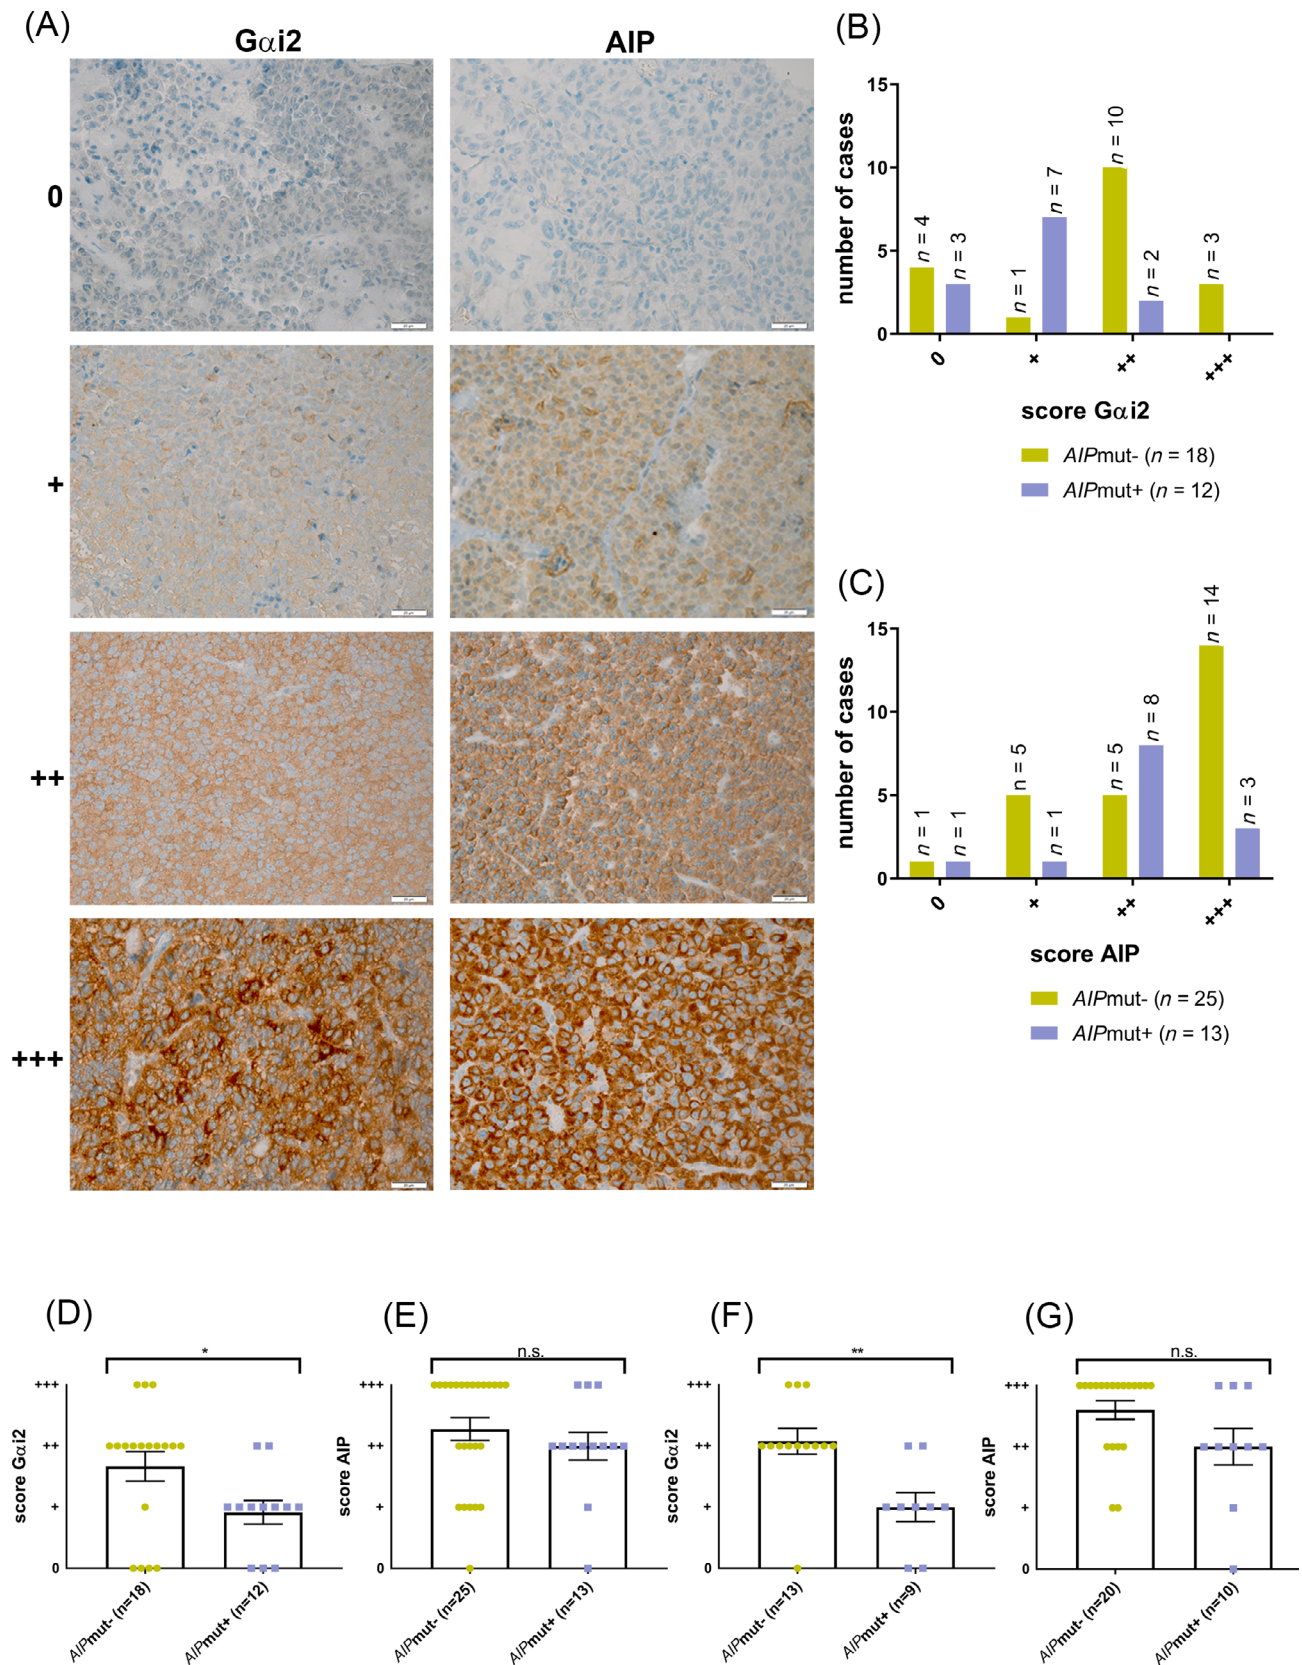 (A)
Gαi2
AIP
0
+
++
+++
(B)
number of cases
15
10
5
0
n = 4
n = 3
n = 1
n = 7
n = 10
n = 2
n = 3
0
+
++
+++
score Gαi2
AIPmut- (n = 18)
AIPmut+ (n = 12)
(C)
number of cases
15
10
5
0
n = 1
n = 1
n = 5
n = 1
n = 5
n = 8
n = 14
n = 3
0
+
++
+++
score AIP
AIPmut- (n = 25)
AIPmut+ (n = 13)
(D)
*
score Gαi2
+++
++
+
0
AIPmut- (n=18)
AIPmut+ (n=12)
(E)
n.s.
score AIP
+++
++
+
0
AIPmut- (n=25)
AIPmut+ (n=13)
(F)
**
score Gαi2
+++
++
+
0
AIPmut- (n=13)
AIPmut+ (n=9)
(G)
n.s.
score AIP
+++
++
+
0
AIPmut- (n=20)
AIPmut+ (n=10)